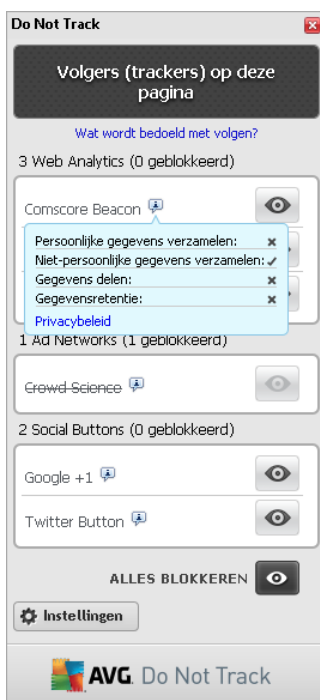 Do Not Track
Volgers (trackers) op deze
pagina
Wat wordt bedoeld met volgen?
3 Web Analytics (0 geblokkeerd)
Comscore Beacon
Persoonlijke gegevens verzamelen:
Niet-persoonlijke gegevens verzamelen:
Gegevens delen:
Gegevensretentie:
Privacybeleid
1 Ad Networks (1 geblokkeerd)
Crowd Science
2 Social Buttons (0 geblokkeerd)
Google +1
Twitter Button
ALLES BLOKKEREN
Instellingen
AVG Do Not Track